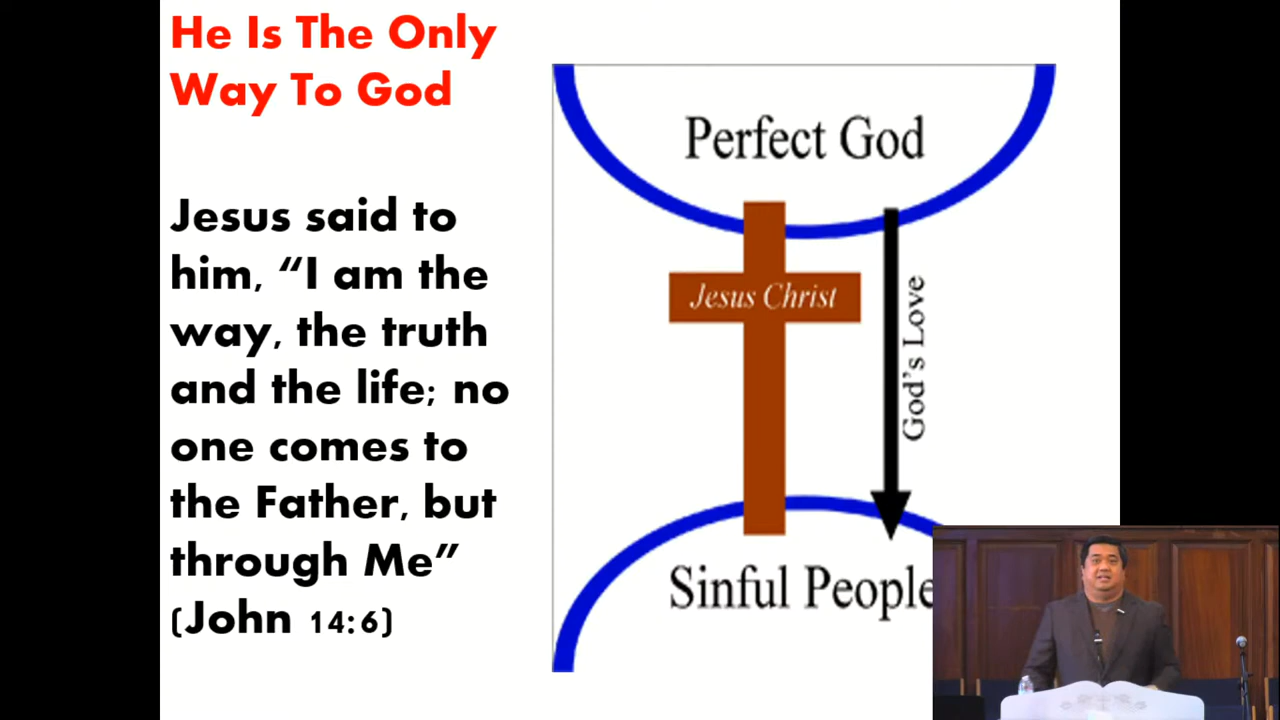 He Is The Only
Way To God
Jesus said to
him, “I am the
way, the truth
and the life; no
one comes to
the Father, but
through Me”
(John 14:6)
Perfect God
Jesus Christ
God's Love
Sinful People